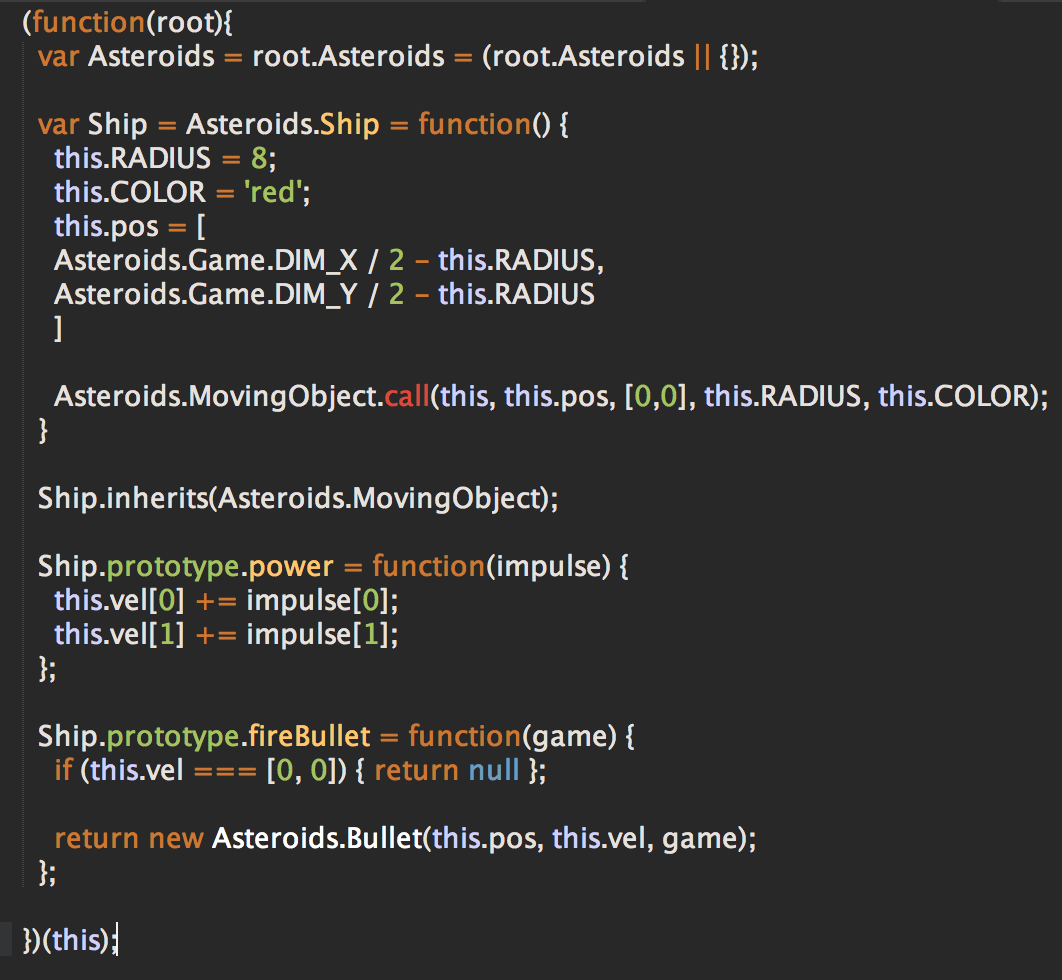 (function(root){
var Asteroids = root.Asteroids = (root.Asteroids || {});
var Ship = Asteroids.Ship = function() {
this.RADIUS = 8;
this.COLOR = 'red';
this.pos = [
Asteroids.Game.DIM_X / 2 - this.RADIUS,
Asteroids.Game.DIM_Y / 2 - this.RADIUS
]
Asteroids.MovingObject.call(this, this.pos, [0,0], this.RADIUS, this.COLOR);
}
Ship.inherits(Asteroids.MovingObject);
Ship.prototype.power = function(impulse) {
this.vel[0] += impulse[0];
this.vel[1] += impulse[1];
};
Ship.prototype.fireBullet = function(game) {
if (this.vel === [0, 0]) { return null };
return new Asteroids.Bullet(this.pos, this.vel, game);
};
})(this);